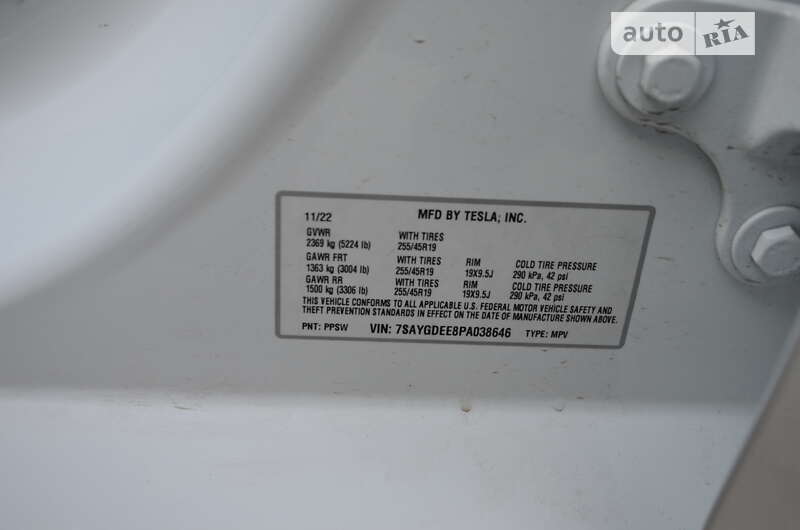 auto RIA
11/22 MFD BY TESLA, INC.
GVWR WITH TIRES
2369 kg (5224 lb) 255/45R19
GAWR FRT WITH TIRES RIM COLD TIRE PRESSURE
1363 kg (3004 lb) 255/45R19 19X9.5J 290 kPa, 42 psi
GAWR RR WITH TIRES RIM COLD TIRE PRESSURE
1500 kg (3306 lb) 255/45R19 19X9.5J 290 kPa, 42 psi
THIS VEHICLE CONFORMS TO ALL APPLICABLE U.S. FEDERAL MOTOR VEHICLE SAFETY AND
THEFT PREVENTION STANDARDS IN EFFECT ON THE DATE OF MANUFACTURE SHOWN ABOVE.
PNT: PPSW VIN: 7SAYGDEE8PA038646 TYPE: MPV